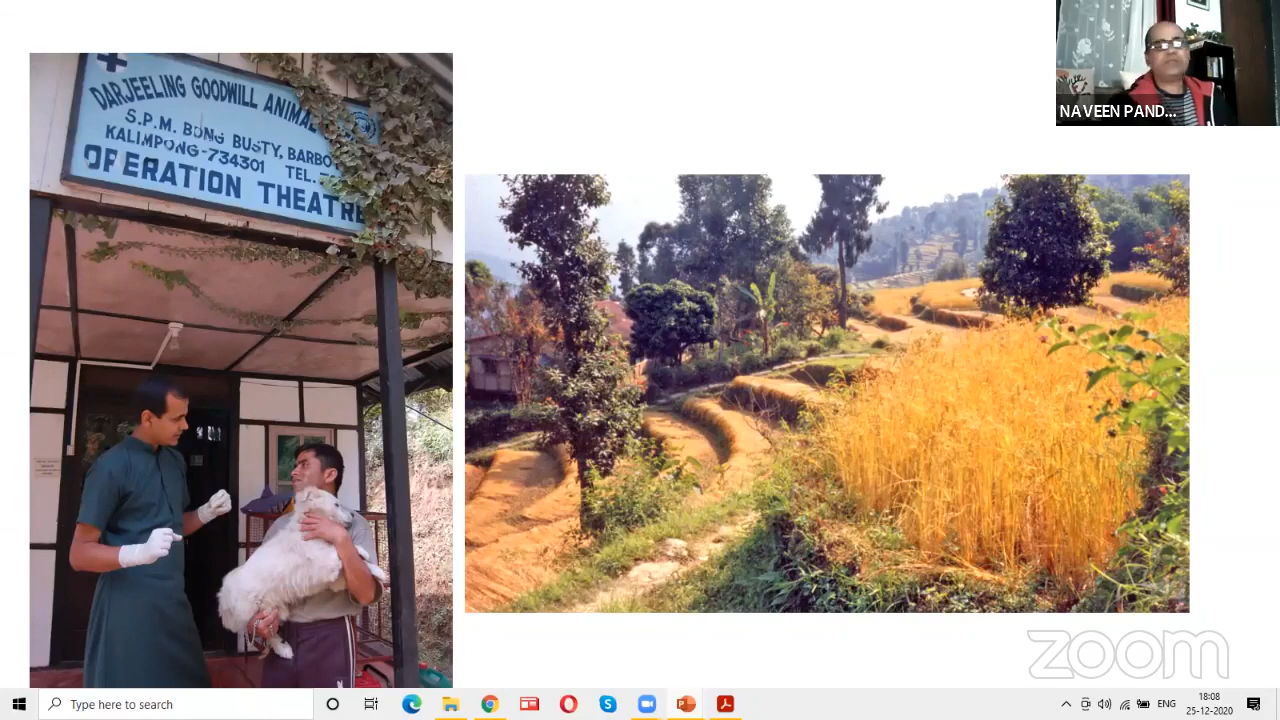 DARJEELING GOODWILL ANIMAL
S.P.M. BONG BUSTY,
KALIMPONG-734301 TEL.
OPERATION THEATRE
NAVEEN PAND...
zoom
Type here to search
ENG
18:08
25-12-2020